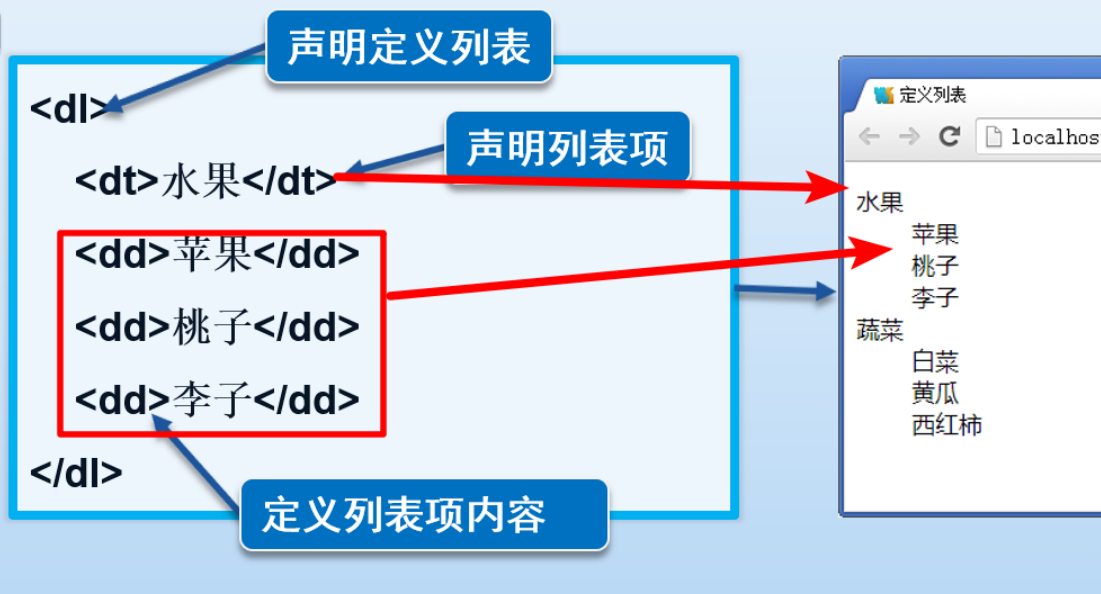 声明定义列表
<dl>
声明列表项
<dt>水果</dt>
<dd>苹果</dd>
<dd>桃子</dd>
<dd>李子</dd>
</dl>
定义列表项内容
定义列表
localhos
水果
苹果
桃子
李子
蔬菜
白菜
黄瓜
西红柿